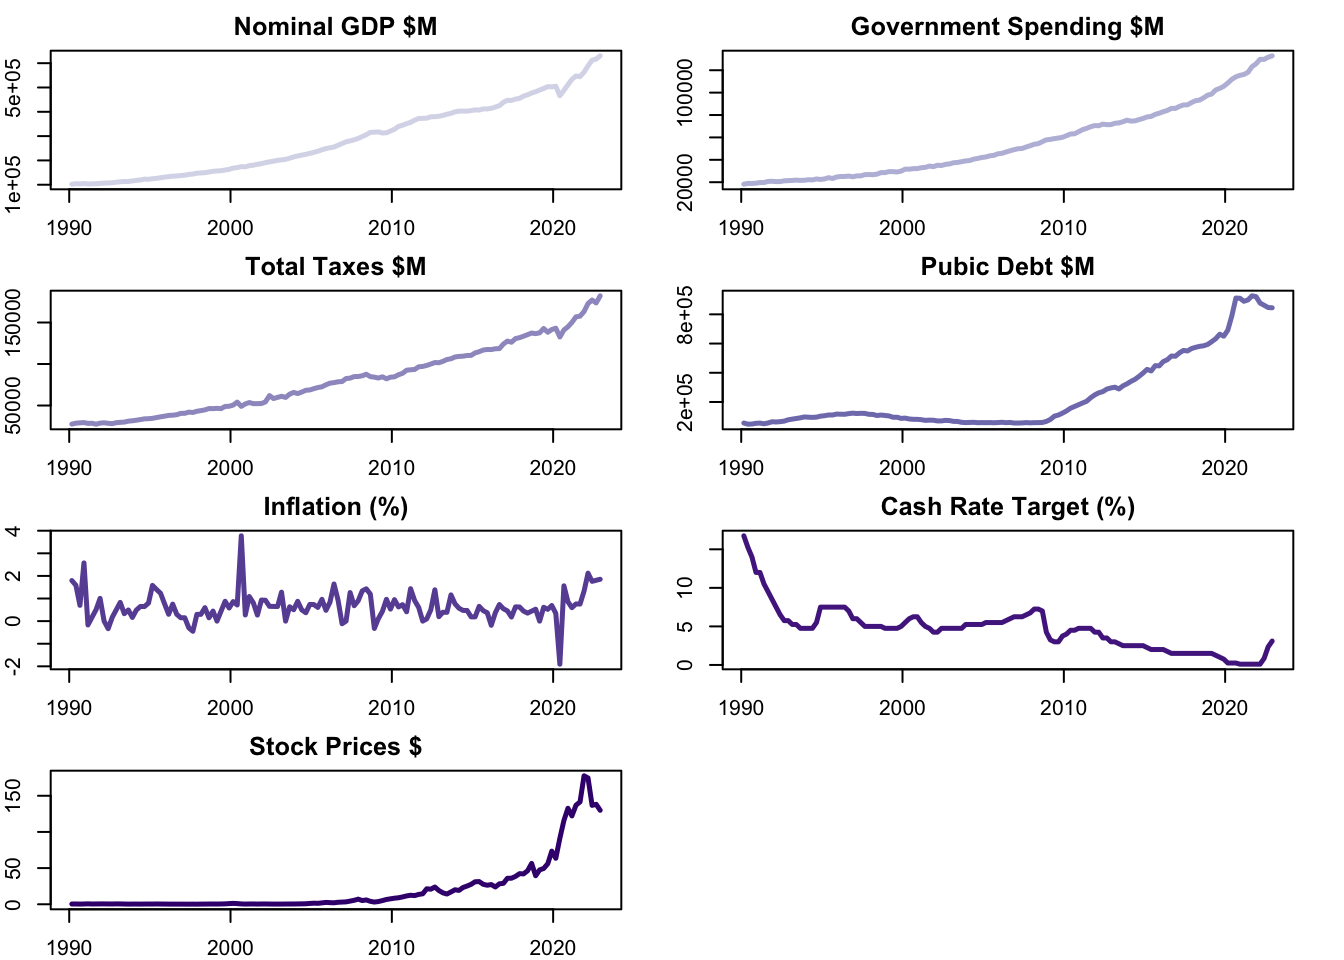 Nominal GDP $M
1e+05 5e+05
1990 2000 2010 2020
Government Spending $M
20000 100000
1990 2000 2010 2020
Total Taxes $M
50000 150000
1990 2000 2010 2020
Pubic Debt $M
2e+05 8e+05
1990 2000 2010 2020
Inflation (%)
-2 0 2 4
1990 2000 2010 2020
Cash Rate Target (%)
0 5 10
1990 2000 2010 2020
Stock Prices $
0 50 150
1990 2000 2010 2020